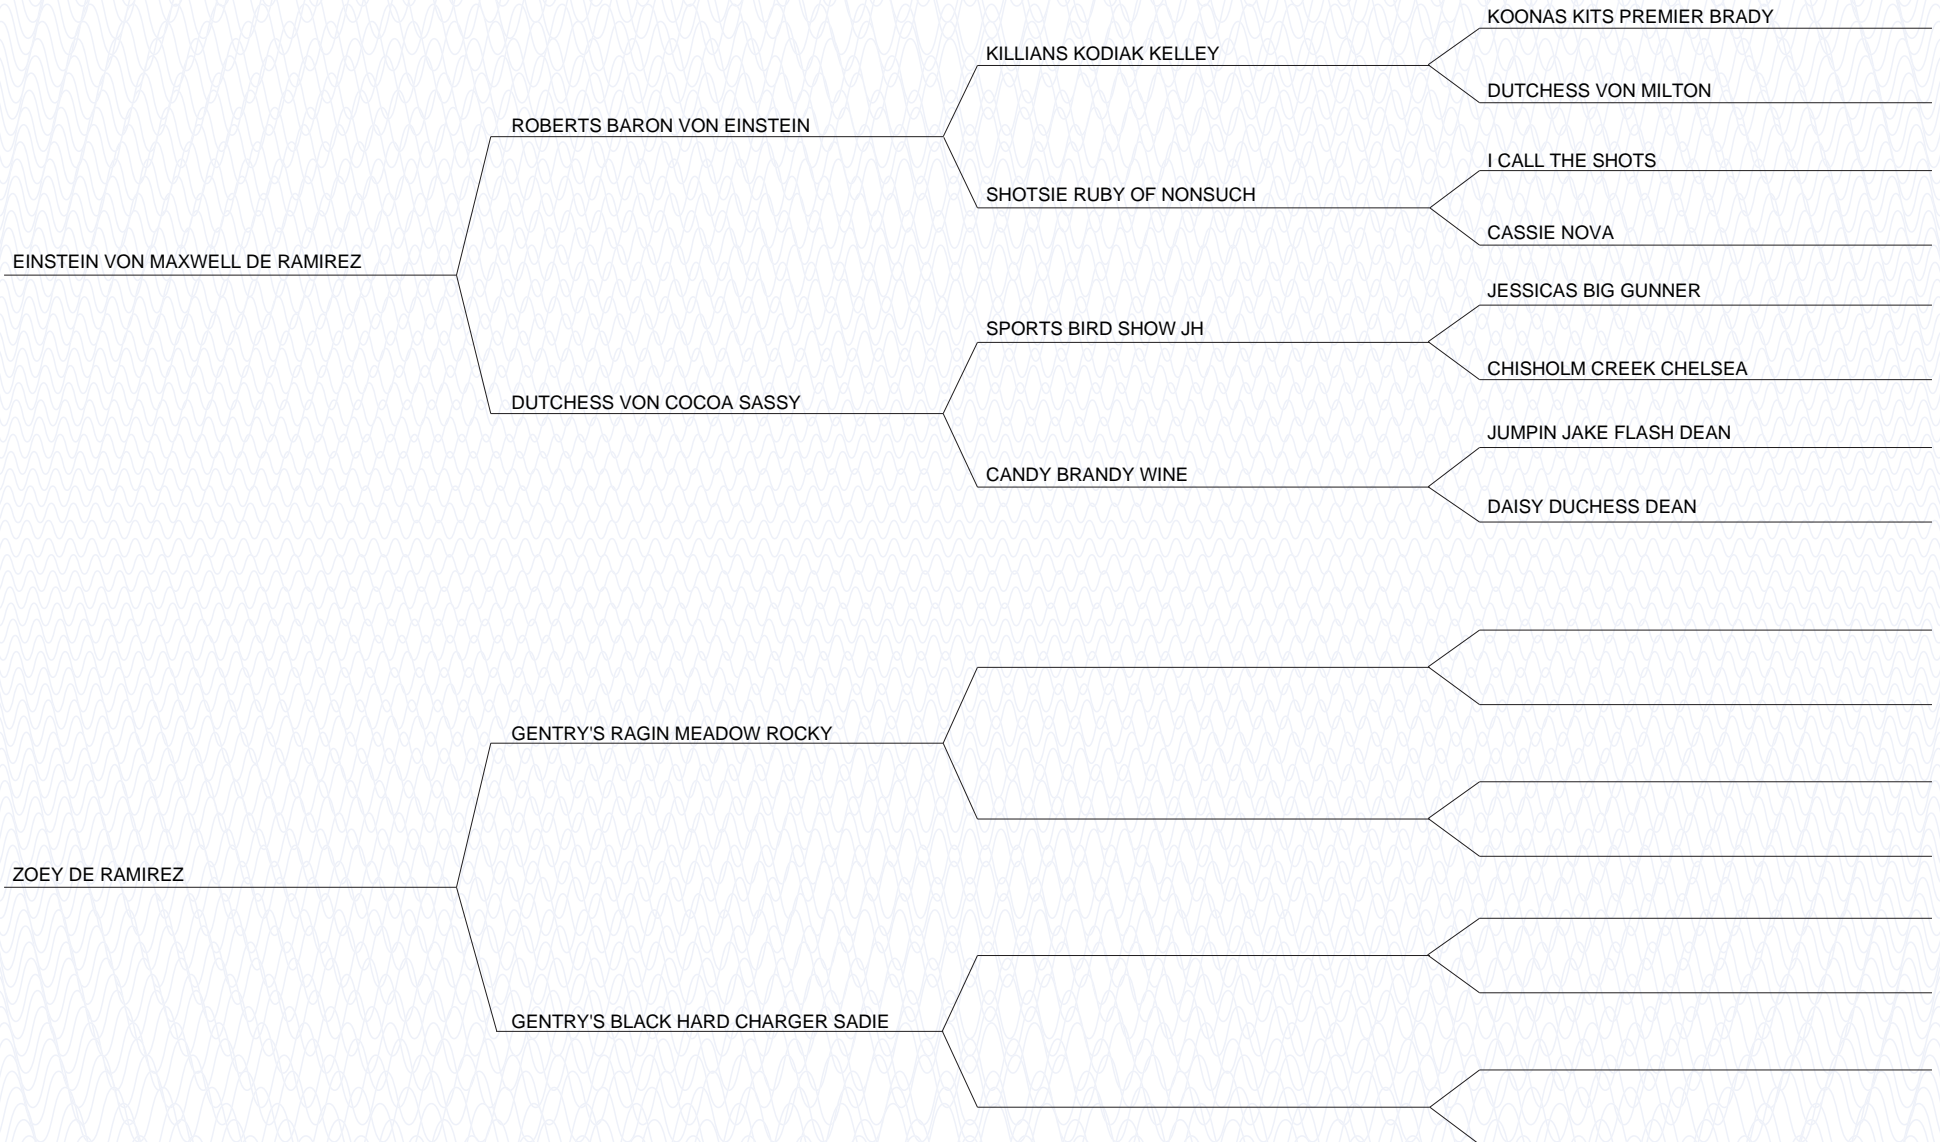 KOONAS KITS PREMIER BRADY
KILLIANS KODIAK KELLEY
DUTCHESS VON MILTON
ROBERTS BARON VON EINSTEIN
I CALL THE SHOTS
SHOTSIE RUBY OF NONSUCH
CASSIE NOVA
EINSTEIN VON MAXWELL DE RAMIREZ
JESSICAS BIG GUNNER
SPORTS BIRD SHOW JH
CHISHOLM CREEK CHELSEA
DUTCHESS VON COCOA SASSY
JUMPIN JAKE FLASH DEAN
CANDY BRANDY WINE
DAISY DUCHESS DEAN
GENTRY'S RAGIN MEADOW ROCKY
ZOEY DE RAMIREZ
GENTRY'S BLACK HARD CHARGER SADIE